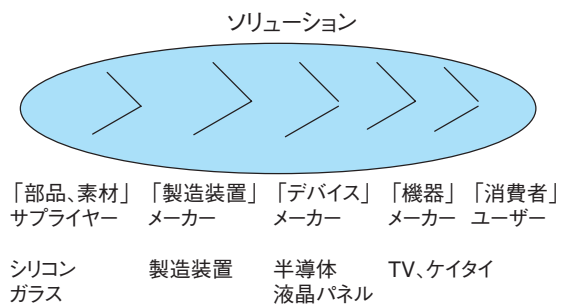 ソリューション
「部品、素材」 「製造装置」 「デバイス」 「機器」 「消費者」
サプライヤー メーカー メーカー メーカー ユーザー
シリコン 製造装置 半導体 TV、ケイタイ
ガラス 液晶パネル